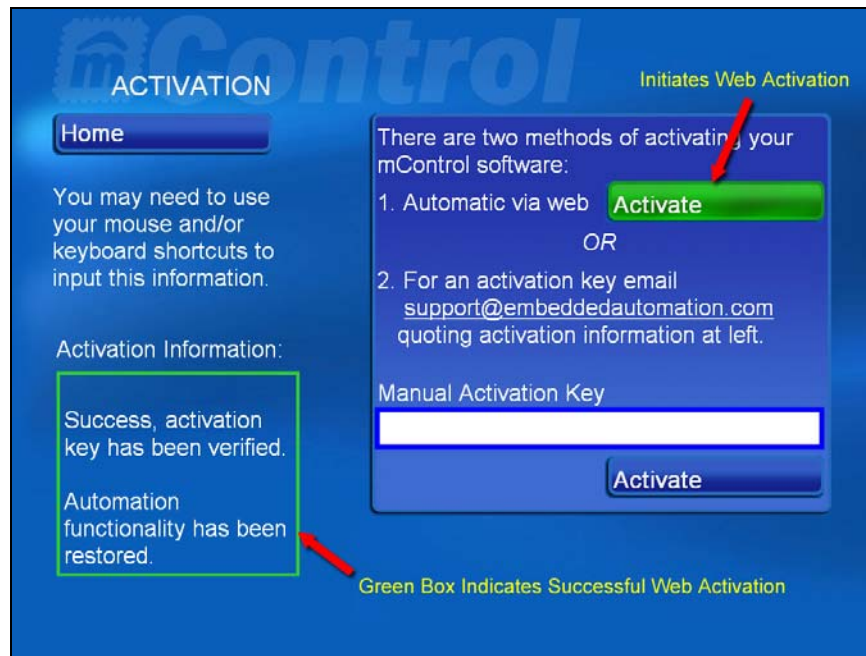 mControl
ACTIVATION
Initiates Web Activation
Home
You may need to use
your mouse and/or
keyboard shortcuts to
input this information.
Activation Information:
Success, activation
key has been verified.
Automation
functionality has been
restored.
There are two methods of activating your
mControl software:
1. Automatic via web
Activate
OR
2. For an activation key email
support@embeddedautomation.com
quoting activation information at left.
Manual Activation Key
Activate
Green Box Indicates Successful Web Activation